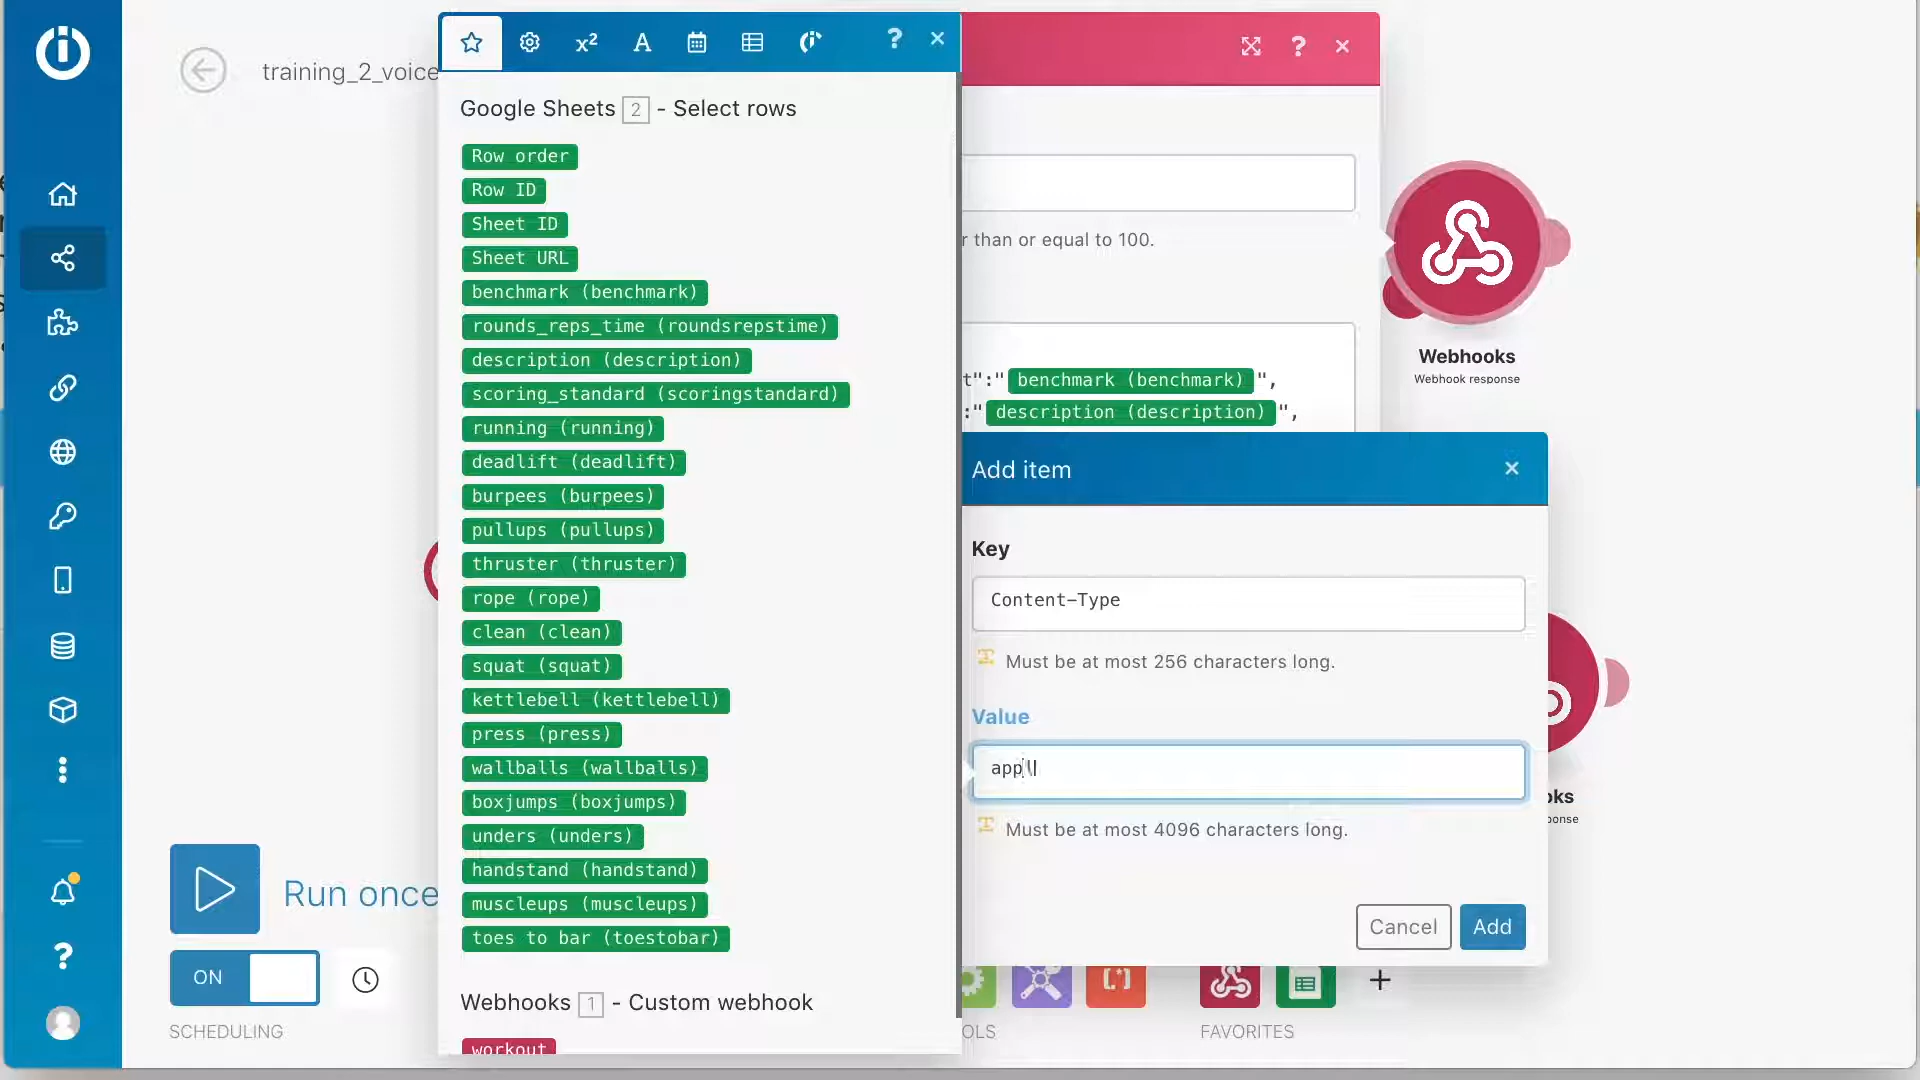 training_2_voice
x²
A
?
Google Sheets 2 - Select rows
Row order
Row ID
Sheet ID
Sheet URL
benchmark (benchmark)
rounds_reps_time (roundsrepstime)
description (description)
scoring_standard (scoringstandard)
running (running)
deadlift (deadlift)
burpees (burpees)
pullups (pullups)
thruster (thruster)
rope (rope)
clean (clean)
squat (squat)
kettlebell (kettlebell)
press (press)
wallballs (wallballs)
boxjumps (boxjumps)
unders (unders)
handstand (handstand)
muscleups (muscleups)
toes to bar (toestobar)
Webhooks 1 - Custom webhook
workout
?
r than or equal to 100.
t":" benchmark (benchmark) ",
:" description (description) ",
Webhooks
Webhook response
Add item
Key
Content-Type
Must be at most 256 characters long.
Value
app
Must be at most 4096 characters long.
Cancel
Add
oks
ponse
Run once
ON
SCHEDULING
?
OLS
FAVORITES